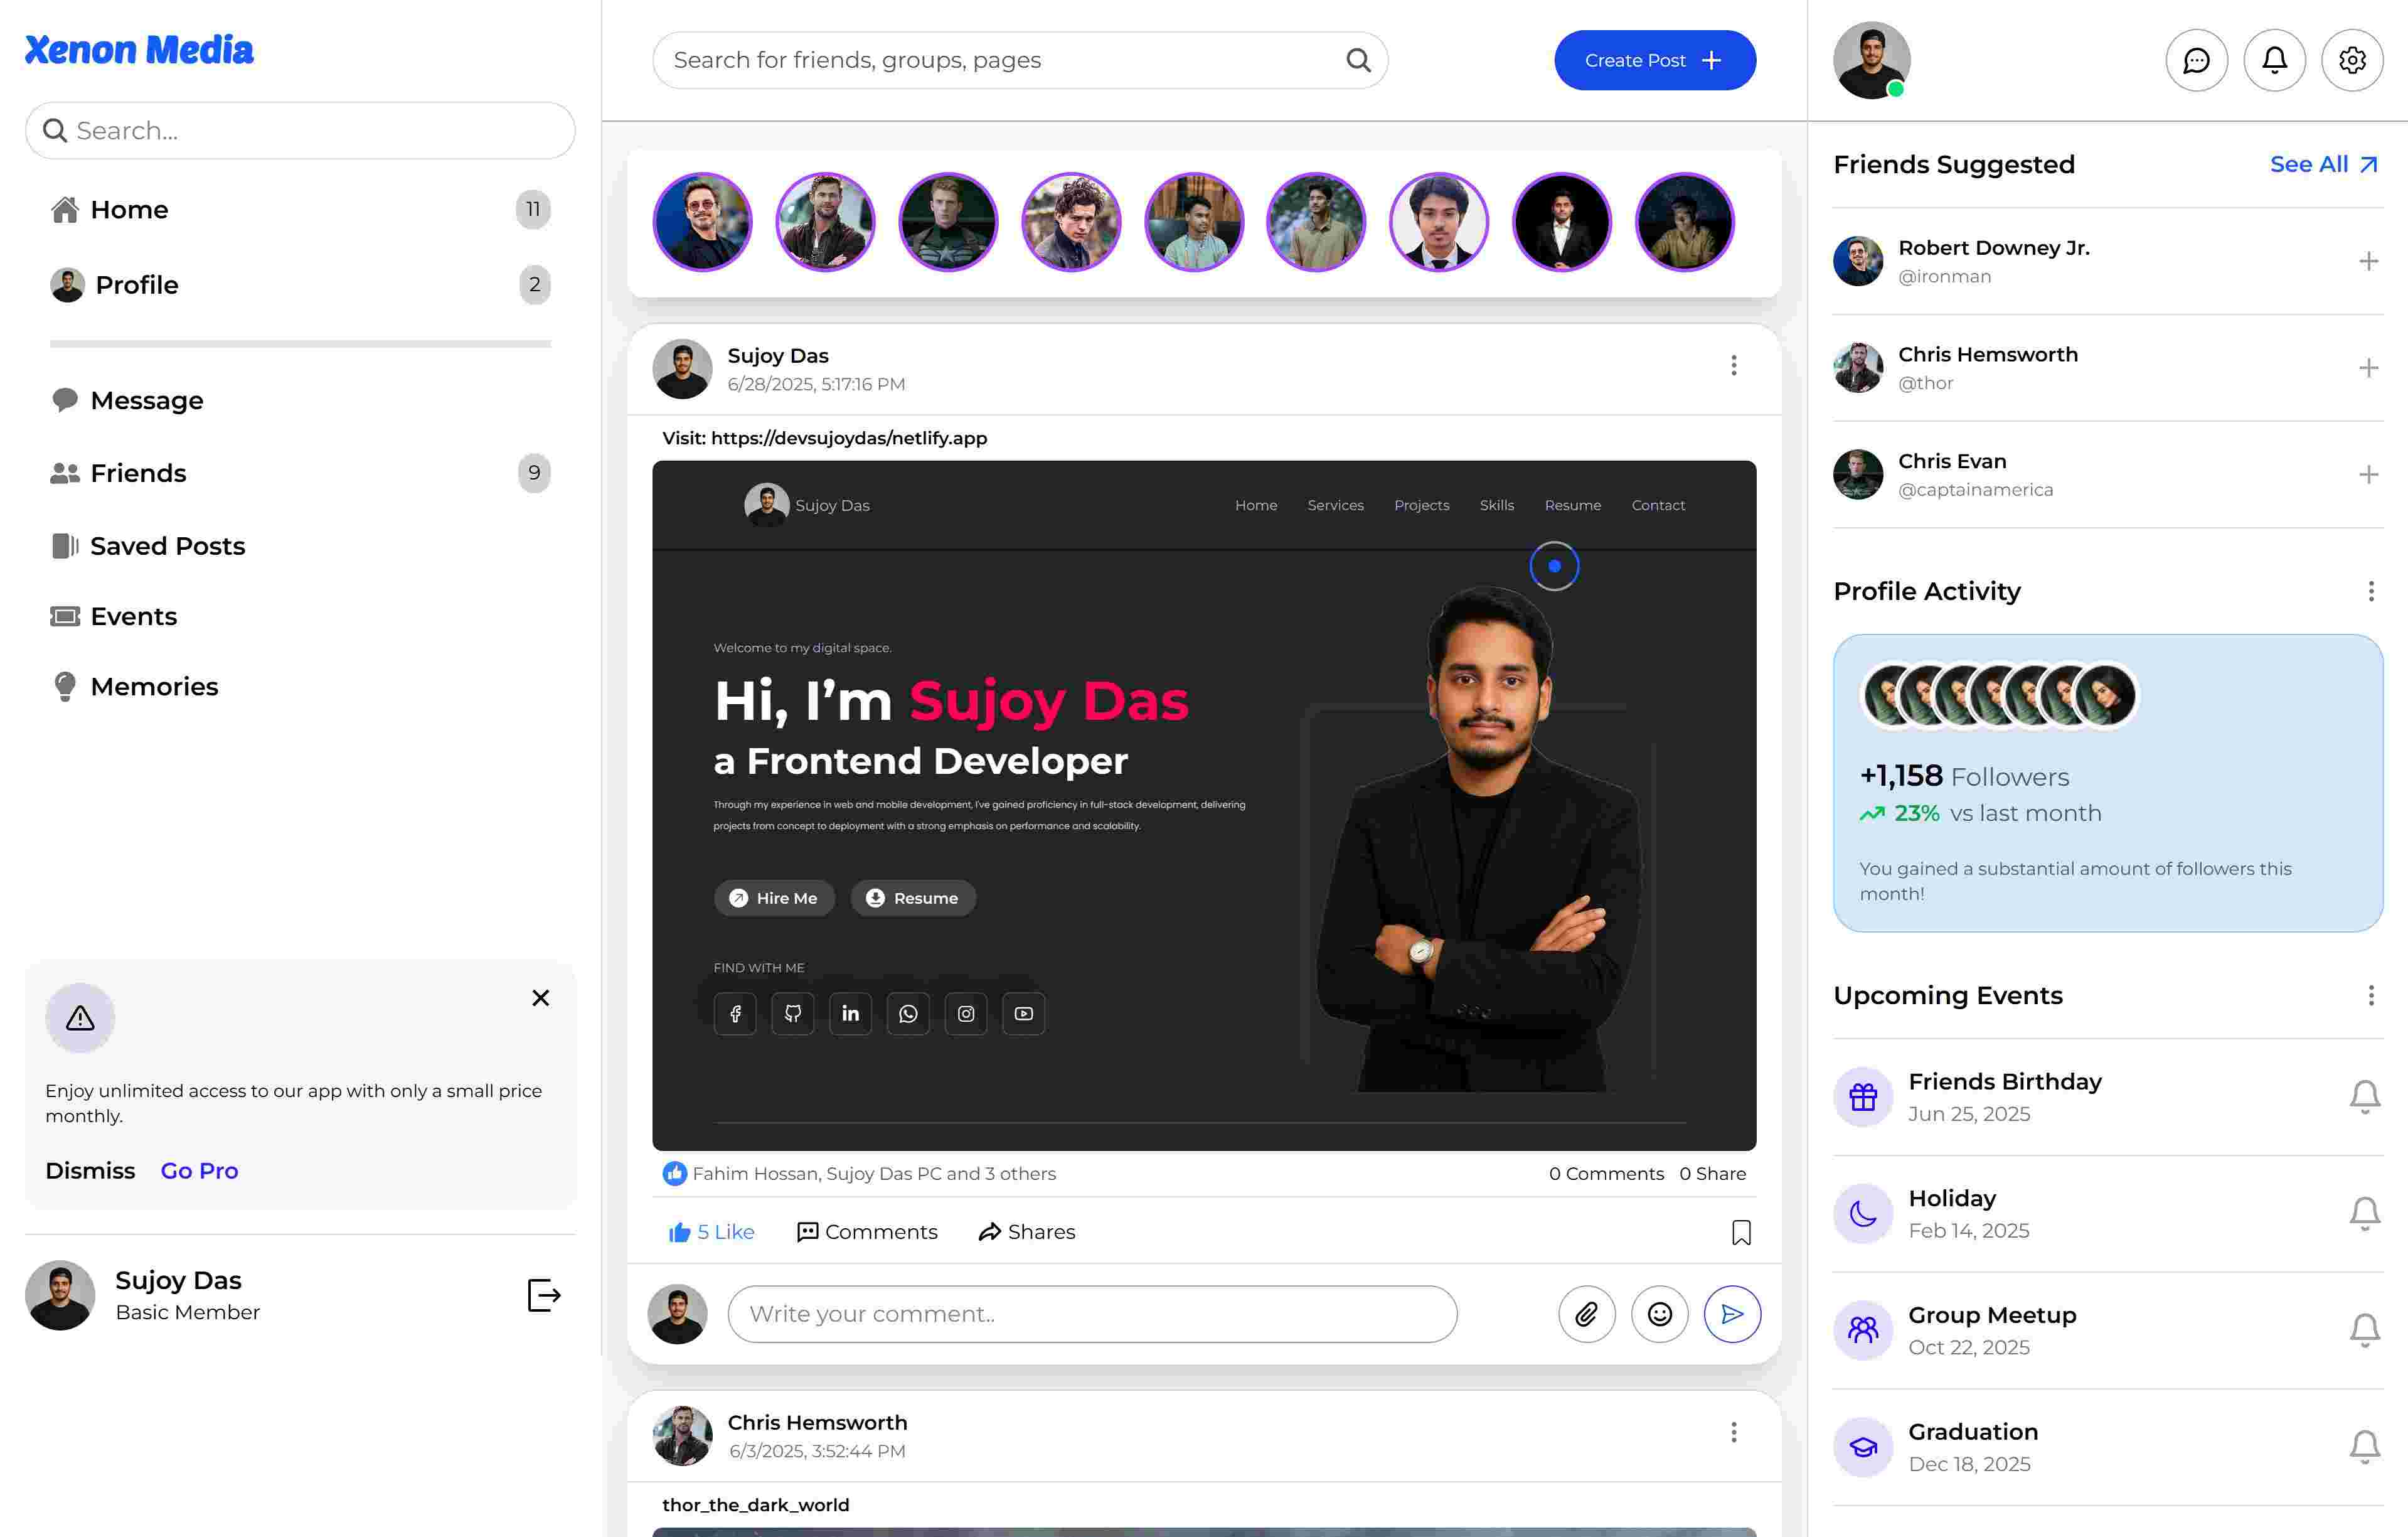 Xenon Media
Search...
Home 11
Profile 2
Message
Friends 9
Saved Posts
Events
Memories
Enjoy unlimited access to our app with only a small price
monthly.
Dismiss Go Pro
Sujoy Das
Basic Member
Search for friends, groups, pages
Create Post
Sujoy Das
6/28/2025, 5:17:16 PM
Visit: https://devsujoydas/netlify.app
Sujoy Das Home Services Projects Skills Resume Contact
Welcome to my digital space.
Hi, I'm Sujoy Das
a Frontend Developer
Through my experience in web and mobile development, I've gained proficiency in full-stack development, delivering
projects from concept to deployment with a strong emphasis on performance and scalability.
Hire Me Resume
FIND WITH ME
Fahim Hossan, Sujoy Das PC and 3 others 0 Comments 0 Share
5 Like Comments Shares
Write your comment..
Chris Hemsworth
6/3/2025, 3:52:44 PM
thor_the_dark_world
Friends Suggested See All
Robert Downey Jr.
@ironman
Chris Hemsworth
@thor
Chris Evan
@captainamerica
Profile Activity
+1,158 Followers
23% vs last month
You gained a substantial amount of followers this
month!
Upcoming Events
Friends Birthday
Jun 25, 2025
Holiday
Feb 14, 2025
Group Meetup
Oct 22, 2025
Graduation
Dec 18, 2025